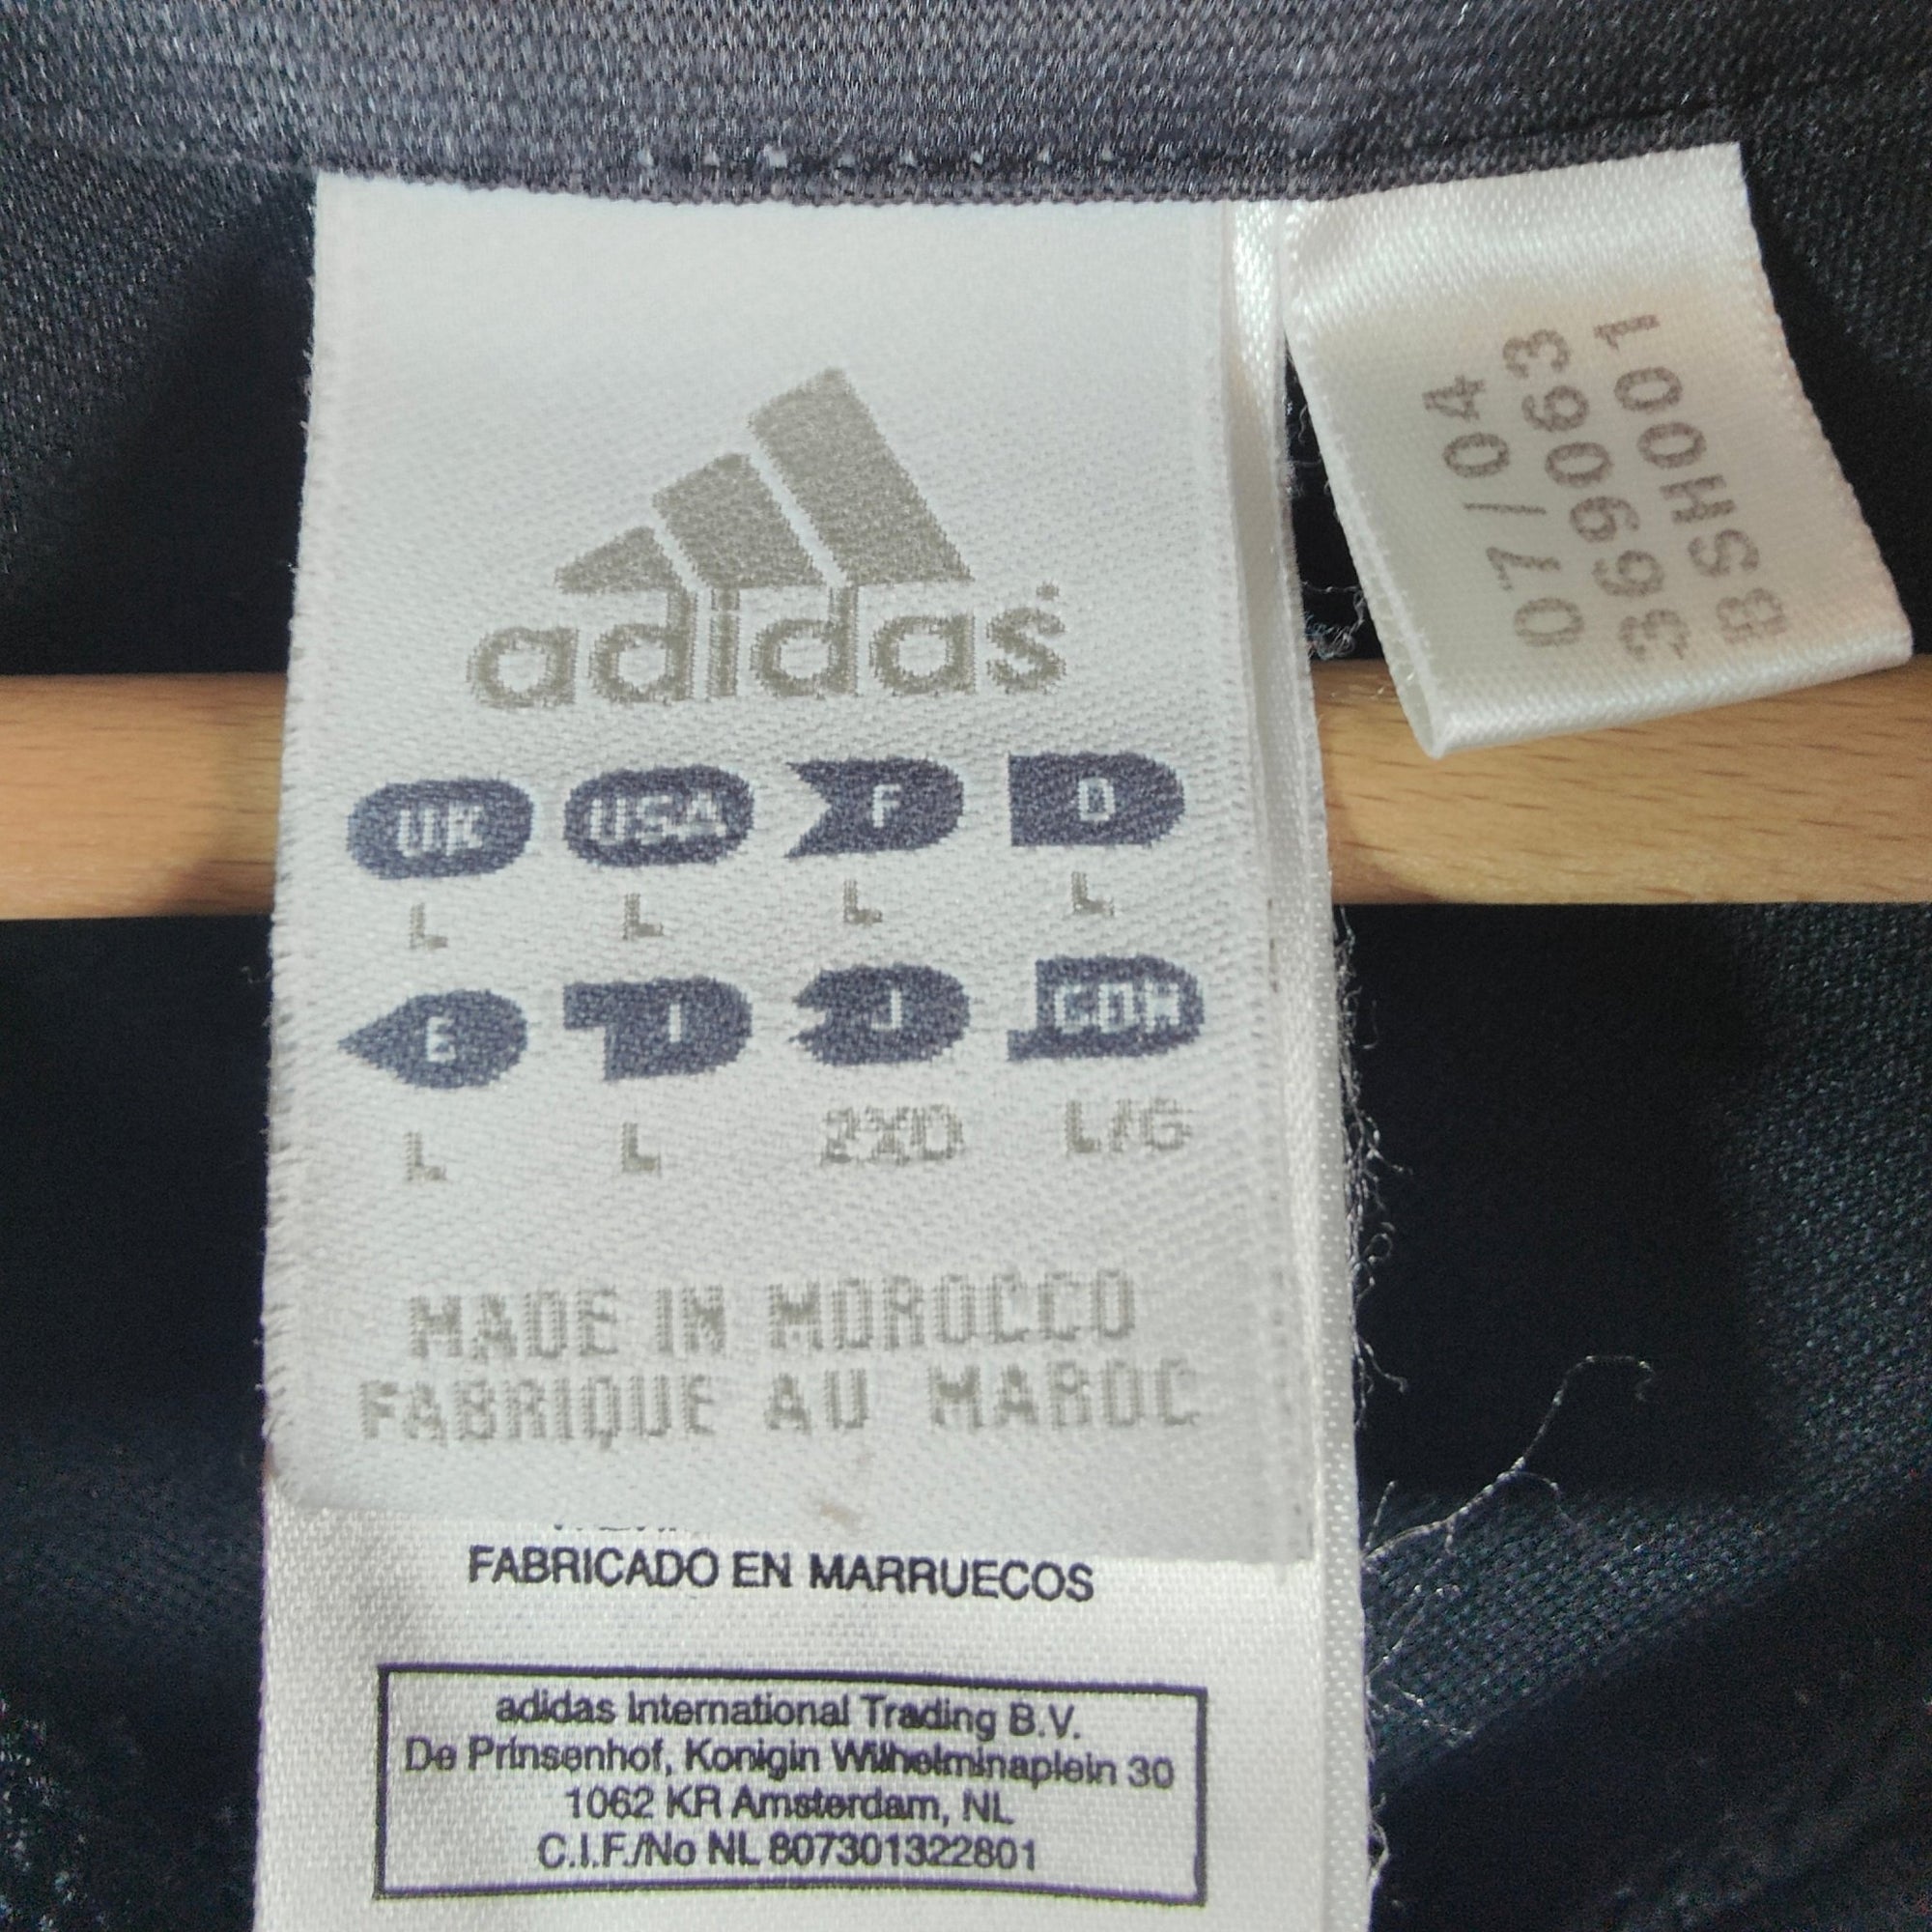 adidas
UK USA F D
L L L L
E I J CDN
L L 2XO L/G
MADE IN MOROCCO
FABRIQUE AU MAROC
FABRICADO EN MARRUECOS
adidas International Trading B.V.
De Prinsenhof, Konigin Wilhelminaplein 30
1062 KR Amsterdam, NL
C.I.F./No NL 807301322801
07/04
369063
BSH001